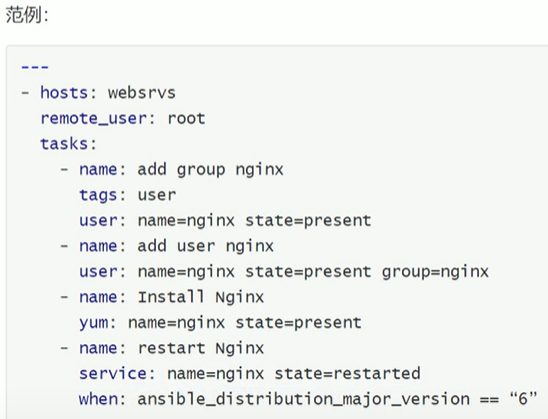 范例：
---
- hosts: websrvs
  remote_user: root
  tasks:
    - name: add group nginx
      tags: user
      user: name=nginx state=present
    - name: add user nginx
      user: name=nginx state=present group=nginx
    - name: Install Nginx
      yum: name=nginx state=present
    - name: restart Nginx
      service: name=nginx state=restarted
      when: ansible_distribution_major_version == “6”